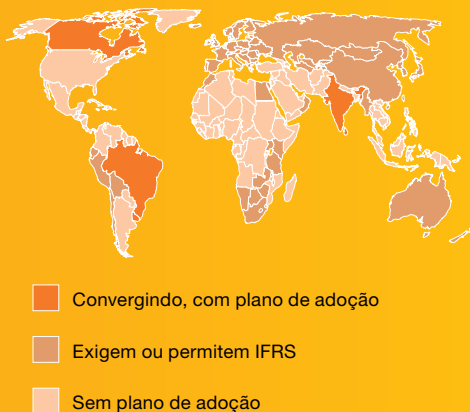 Convergindo, com plano de adoção
Exigem ou permitem IFRS
Sem plano de adoção